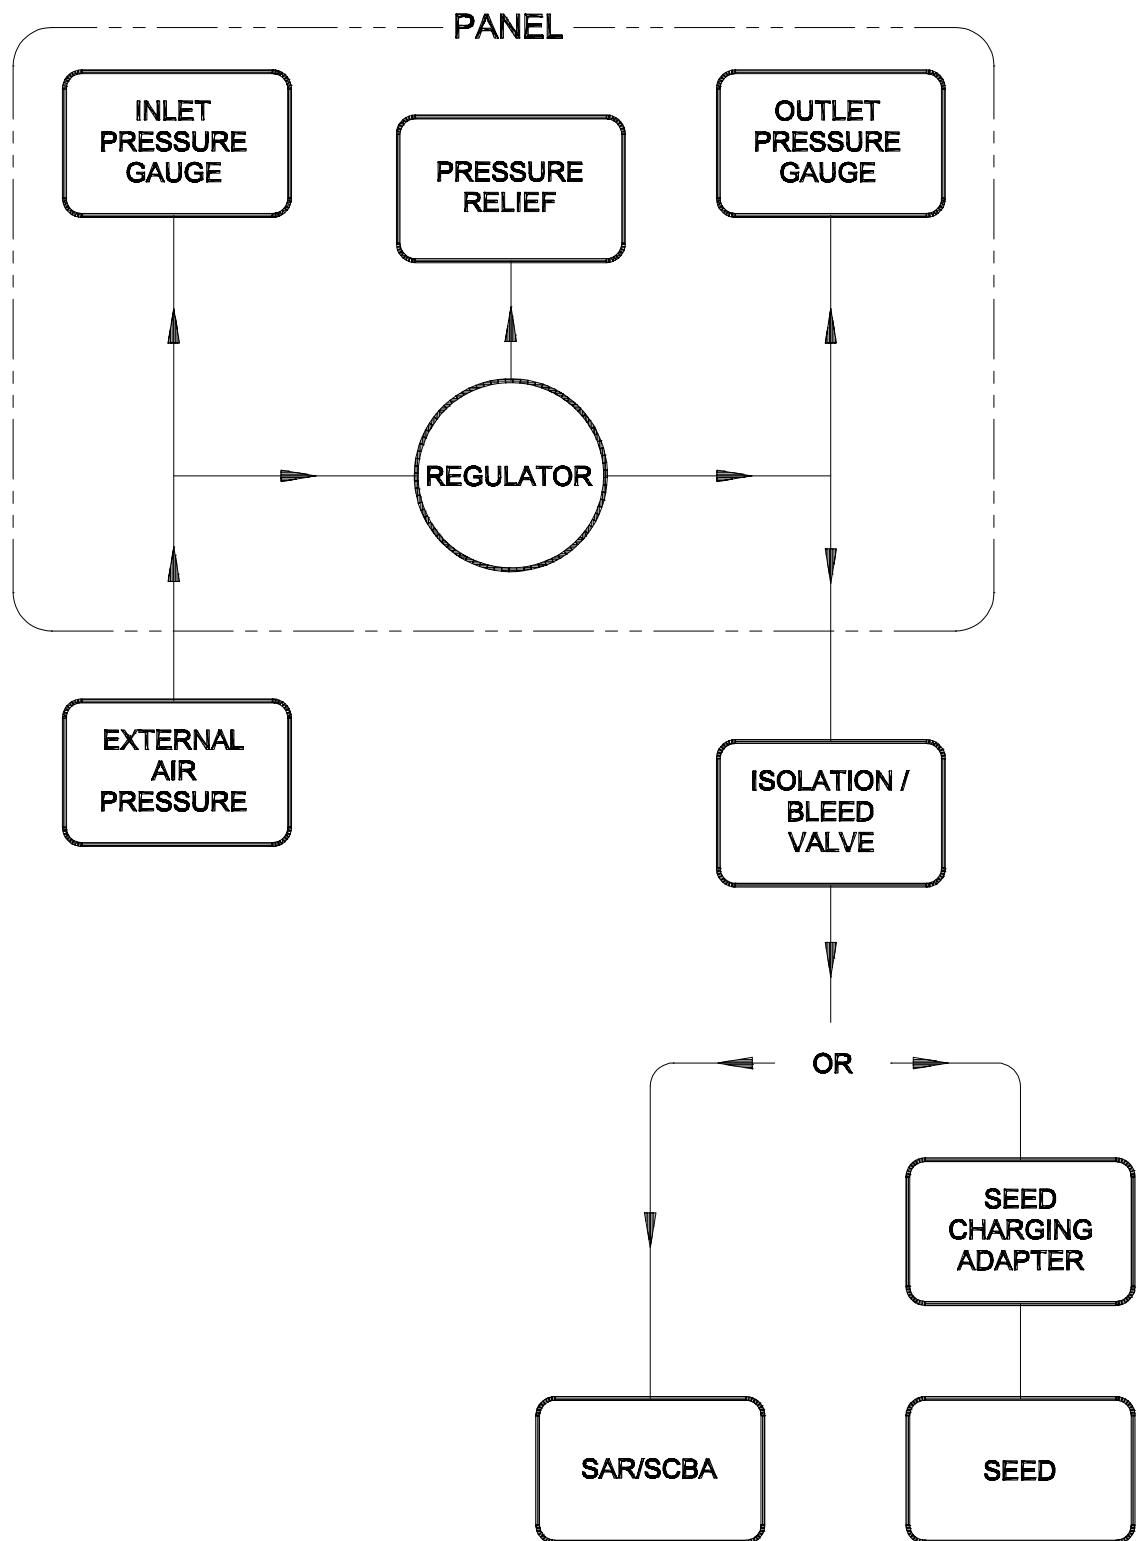 PANEL
INLET
PRESSURE
GAUGE
PRESSURE
RELIEF
OUTLET
PRESSURE
GAUGE
REGULATOR
EXTERNAL
AIR
PRESSURE
ISOLATION /
BLEED
VALVE
OR
SEED
CHARGING
ADAPTER
SAR/SCBA
SEED